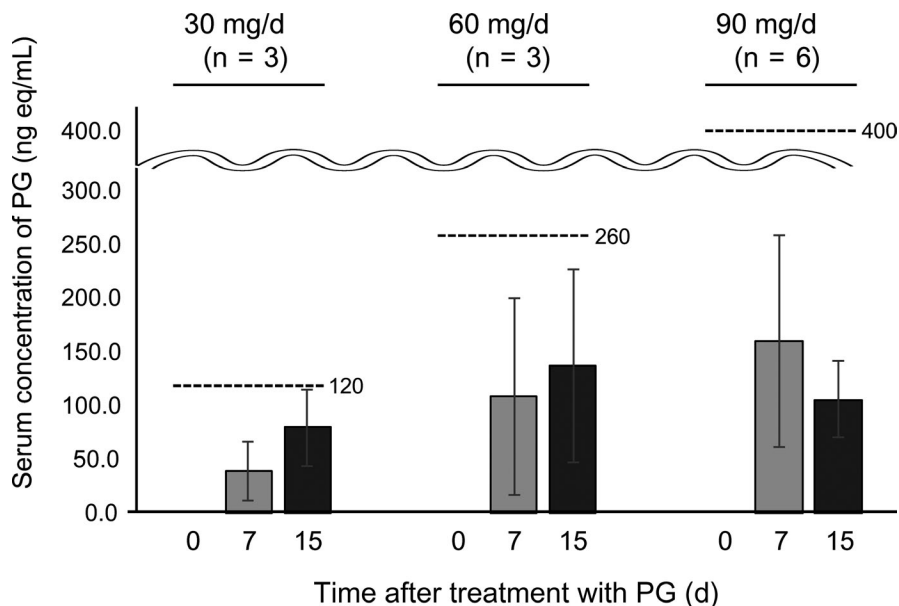 30 mg/d
(n = 3)
60 mg/d
(n = 3)
90 mg/d
(n = 6)
Serum concentration of PG (ng eq/mL)
400.0
300.0
250.0
200.0
150.0
100.0
50.0
0.0
120
260
400
0 7 15 0 7 15 0 7 15
Time after treatment with PG (d)